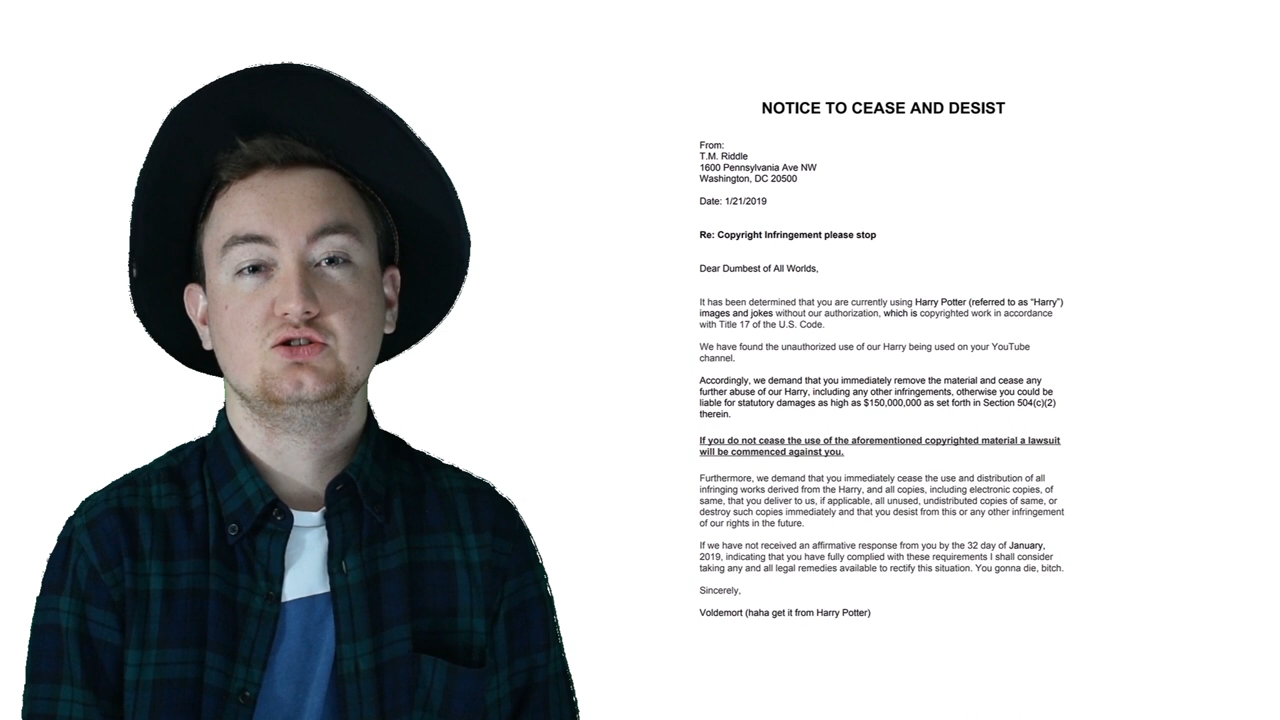 NOTICE TO CEASE AND DESIST
From:
T.M. Riddle
1600 Pennsylvania Ave NW
Washington, DC 20500
Date: 1/21/2019
Re: Copyright Infringement please stop
Dear Dumbest of All Worlds,
It has been determined that you are currently using Harry Potter (referred to as “Harry”)
images and jokes without our authorization, which is copyrighted work in accordance
with Title 17 of the U.S. Code.
We have found the unauthorized use of our Harry being used on your YouTube
channel.
Accordingly, we demand that you immediately remove the material and cease any
further abuse of our Harry, including any other infringements, otherwise you could be
liable for statutory damages as high as $150,000,000 as set forth in Section 504(c)(2)
therein.
If you do not cease the use of the aforementioned copyrighted material a lawsuit
will be commenced against you.
Furthermore, we demand that you immediately cease the use and distribution of all
infringing works derived from the Harry, and all copies, including electronic copies, of
same, that you deliver to us, if applicable, all unused, undistributed copies of same, or
destroy such copies immediately and that you desist from this or any other infringement
of our rights in the future.
If we have not received an affirmative response from you by the 32 day of January,
2019, indicating that you have fully complied with these requirements I shall consider
taking any and all legal remedies available to rectify this situation. You gonna die, bitch.
Sincerely,
Voldemort (haha get it from Harry Potter)